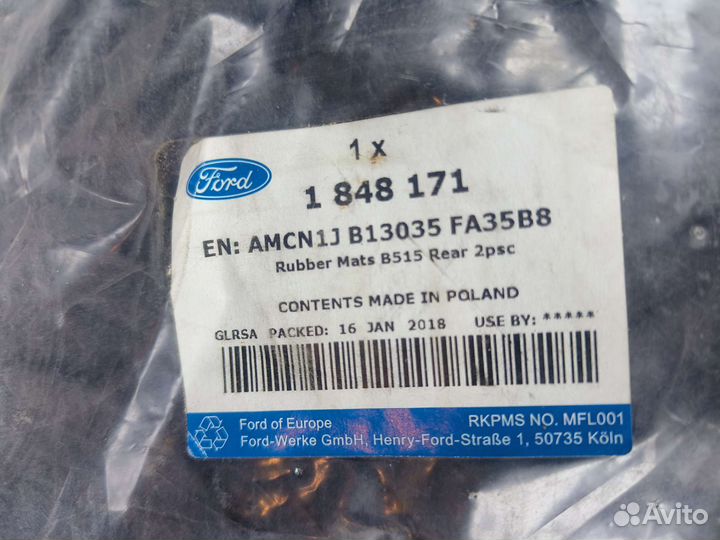 1 x
Ford
1 848 171
EN: AMCN1J B13035 FA35B8
Rubber Mats B515 Rear 2psc
CONTENTS MADE IN POLAND
GLRSA PACKED: 16 JAN 2018 USE BY: *****
Ford of Europe
RKPMS NO. MFL001
Ford-Werke GmbH, Henry-Ford-Straße 1, 50735 Köln
Avito